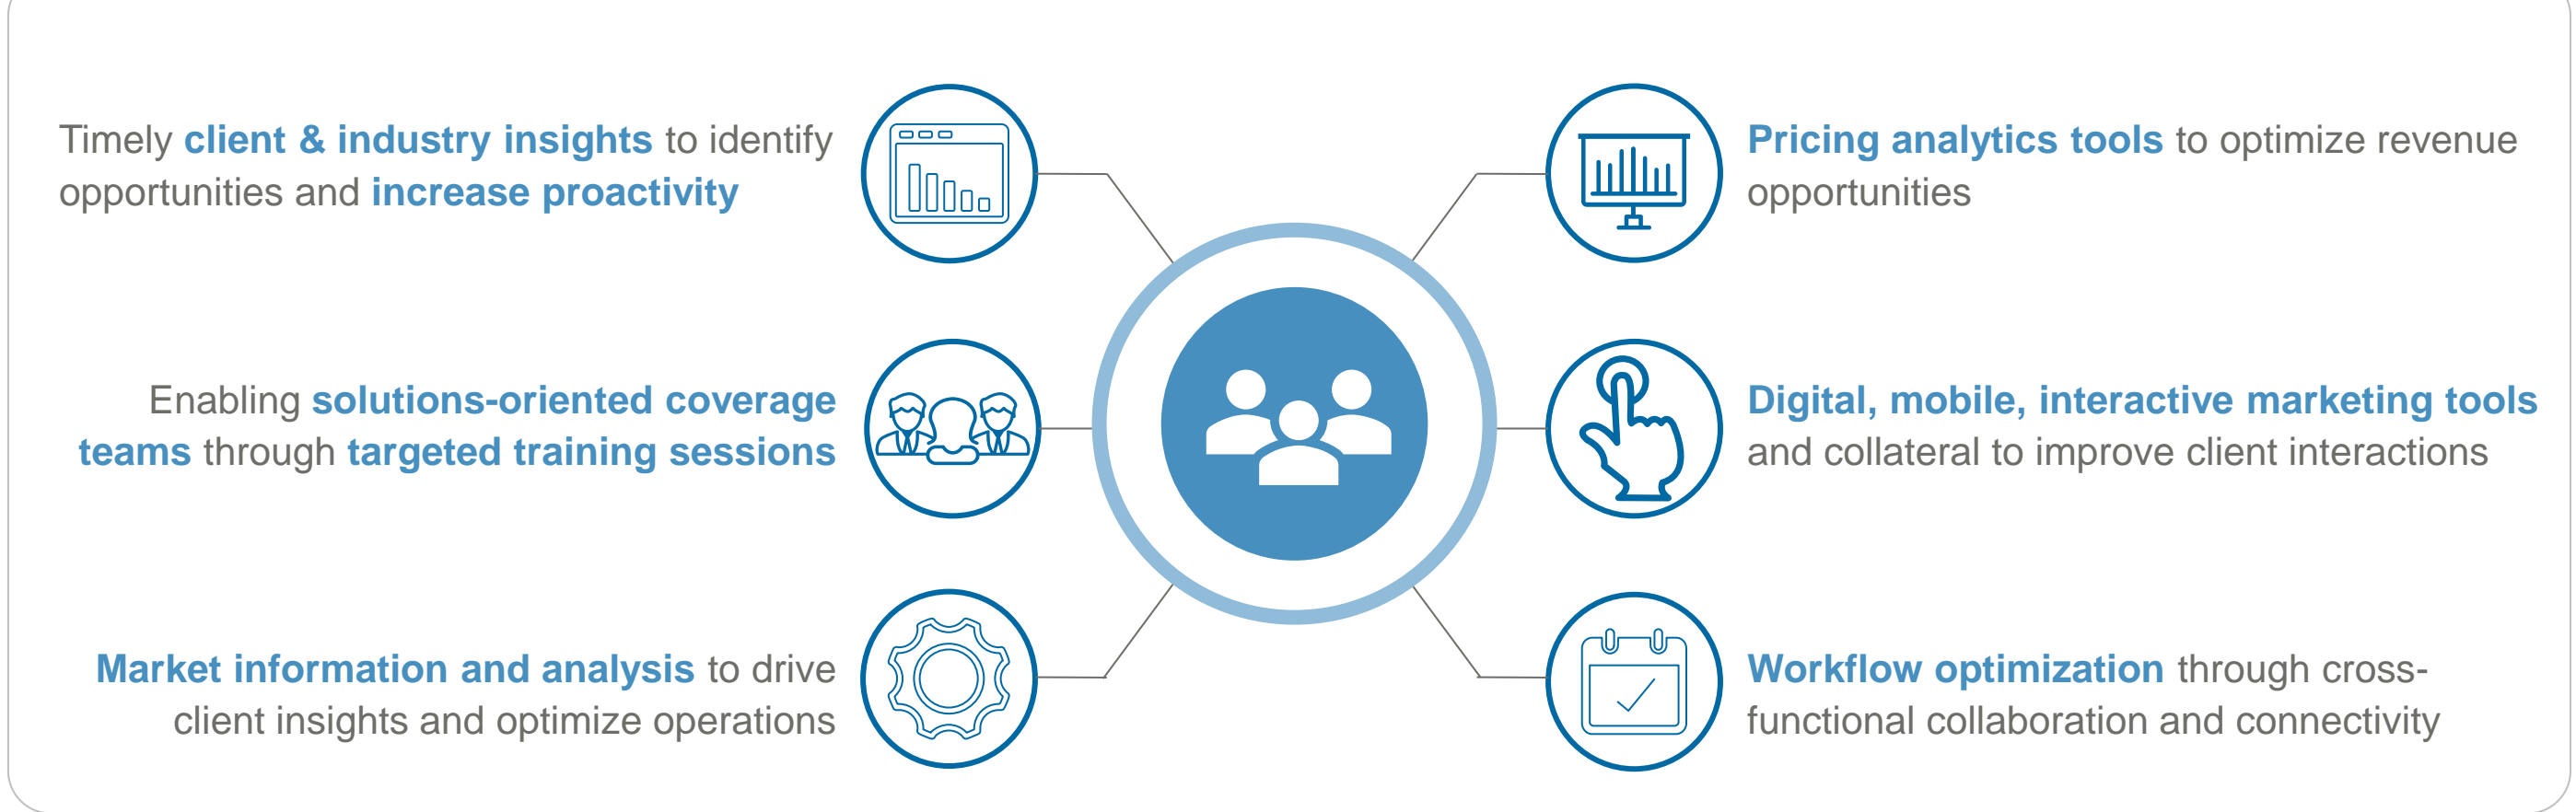 Timely client & industry insights to identify
opportunities and increase proactivity
Enabling solutions-oriented coverage
teams through targeted training sessions
Market information and analysis to drive
client insights and optimize operations
Pricing analytics tools to optimize revenue
opportunities
Digital, mobile, interactive marketing tools
and collateral to improve client interactions
Workflow optimization through cross-
functional collaboration and connectivity